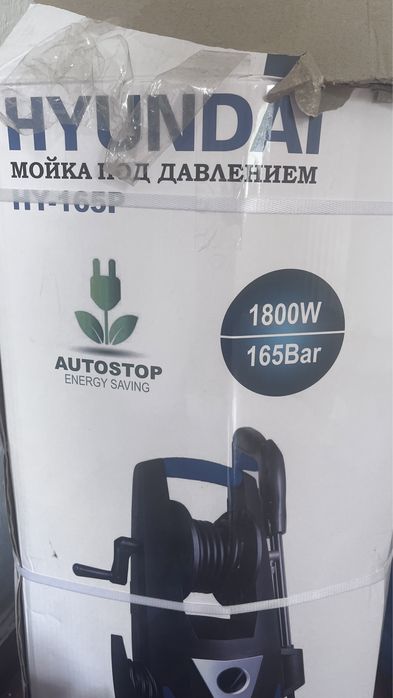 HYUNDAI
МОЙКА ПОД ДАВЛЕНИЕМ
HY-165P
1800W
165Bar
AUTOSTOP
ENERGY SAVING